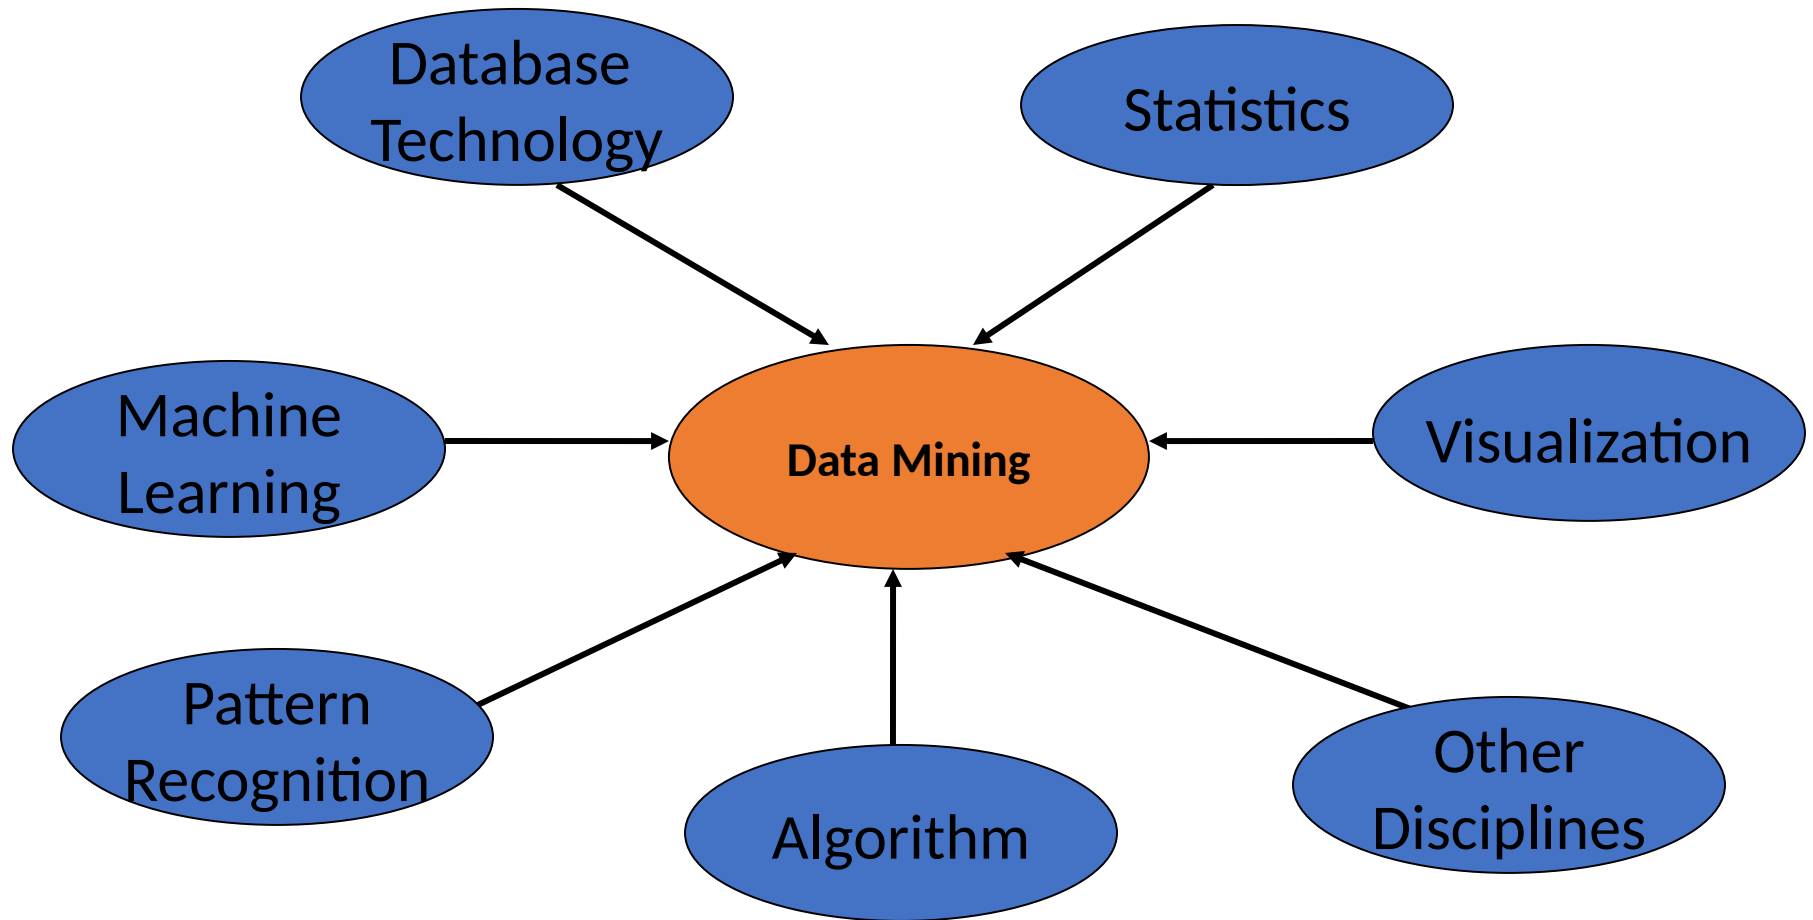 Database
Technology
Statistics
Machine
Learning
Data Mining
Visualization
Pattern
Recognition
Algorithm
Other
Disciplines